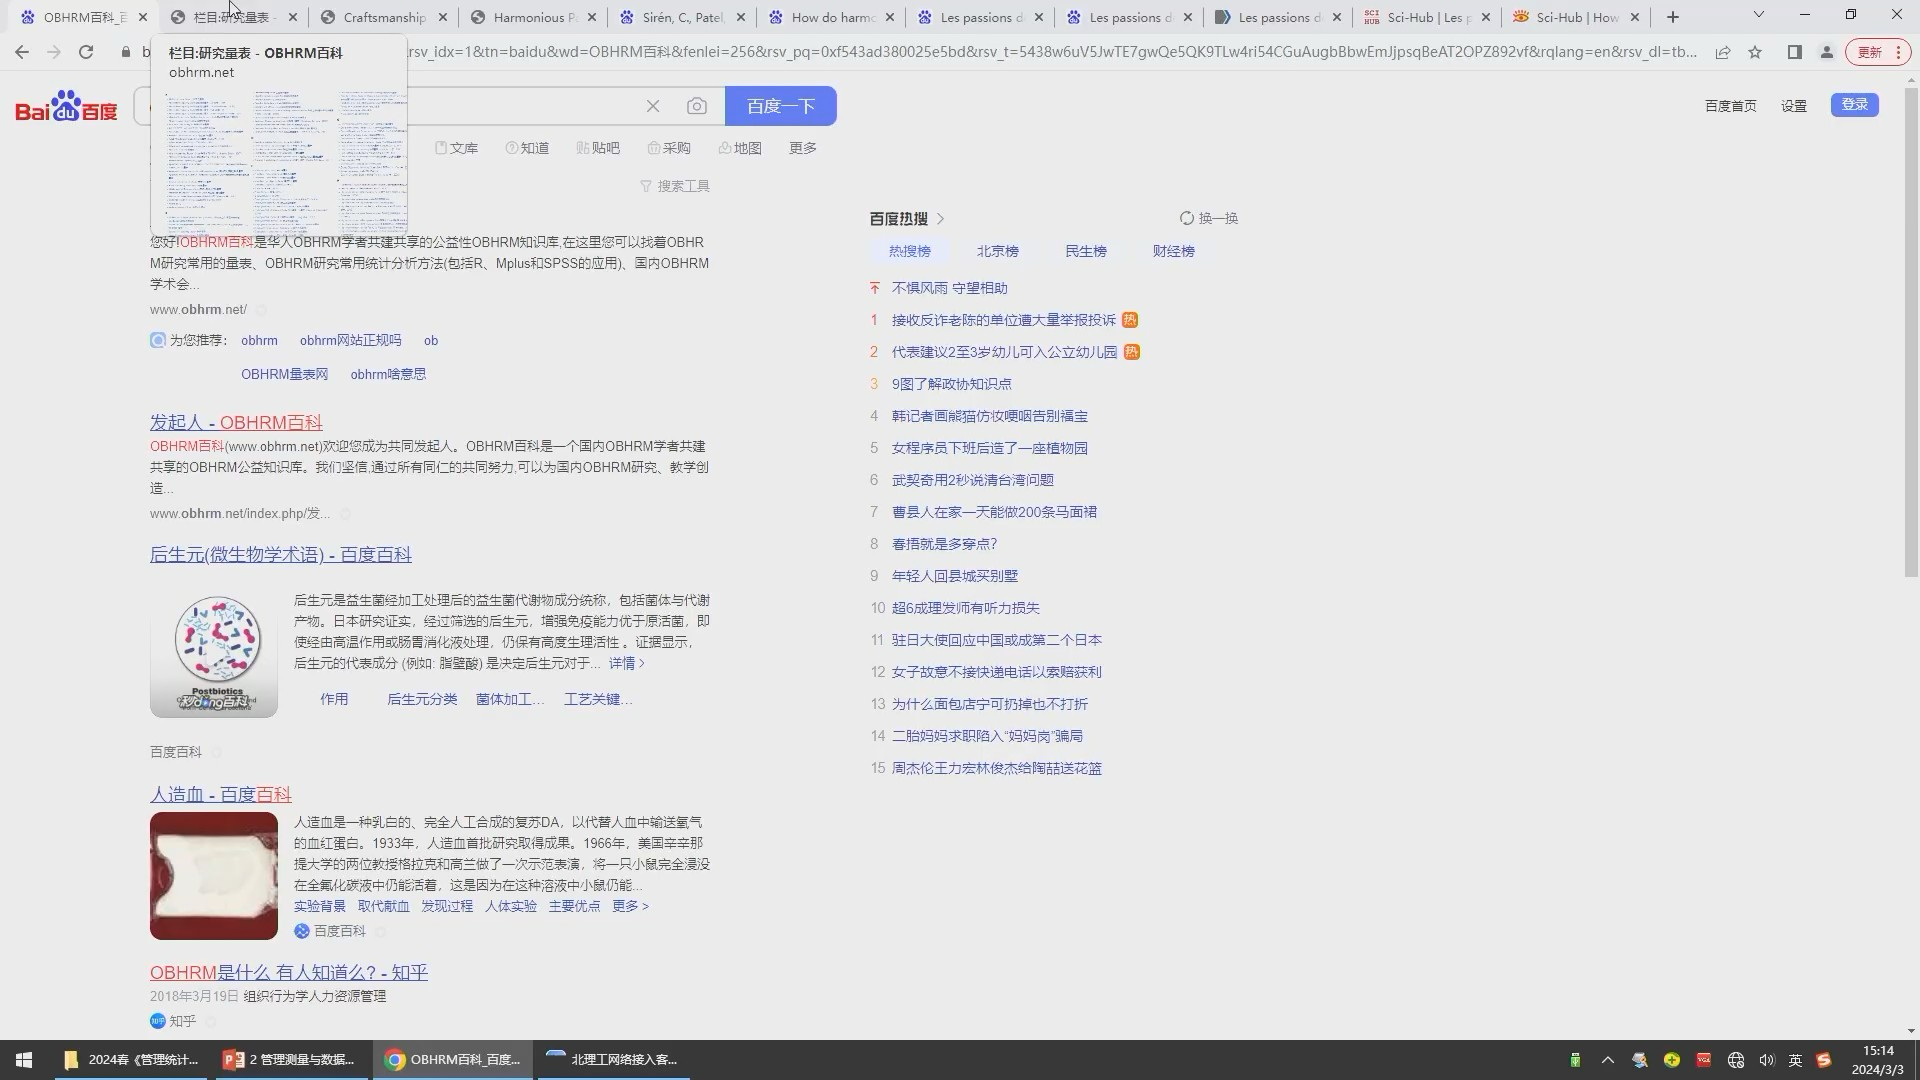 OBHRM百科_百
栏目:研究量表 -
Craftsmanship
Harmonious Pa
Sirén, C., Patel,
How do harmo
Les passions d
Les passions d
Les passions d
Sci-Hub | Les p
Sci-Hub | How
rsv_idx=1&tn=baidu&wd=OBHRM百科&fenlei=256&rsv_pq=0xf543ad380025e5bd&rsv_t=5438w6uV5JwTE7gwQe5QK9TLw4ri54CGuAugbBbwEmJjpsqBeAT2OPZ892vf&rqlang=en&rsv_dl=tb...
更新
栏目:研究量表 - OBHRM百科
obhrm.net
Bai du 百度
百度一下
百度首页
设置
登录
文库
知道
贴吧
采购
地图
更多
搜索工具
您好!OBHRM百科是华人OBHRM学者共建共享的公益性OBHRM知识库,在这里您可以找着OBHR
M研究常用的量表、OBHRM研究常用统计分析方法(包括R、Mplus和SPSS的应用)、国内OBHRM
学术会...
www.obhrm.net/
为您推荐:
obhrm
obhrm网站正规吗
ob
OBHRM量表网
obhrm啥意思
发起人 - OBHRM百科
OBHRM百科(www.obhrm.net)欢迎您成为共同发起人。OBHRM百科是一个国内OBHRM学者共建
共享的OBHRM公益知识库。我们坚信,通过所有同仁的共同努力,可以为国内OBHRM研究、教学创
造...
www.obhrm.net/index.php/发...
后生元(微生物学术语) - 百度百科
后生元是益生菌经加工处理后的益生菌代谢物成分统称，包括菌体与代谢
产物。日本研究证实，经过筛选的后生元，增强免疫能力优于原活菌，即
使经由高温作用或肠胃消化液处理，仍保有高度生理活性 。证据显示，
后生元的代表成分 (例如: 脂壁酸) 是决定后生元对于... 详情 >
Postbiotics
秒dong百科
作用
后生元分类
菌体加工...
工艺关键...
百度百科
人造血 - 百度百科
人造血是一种乳白的、完全人工合成的复苏DA，以代替人血中输送氧气
的血红蛋白。1933年，人造血首批研究取得成果。1966年，美国辛辛那
提大学的两位教授格拉克和高兰做了一次示范表演，将一只小鼠完全浸没
在全氟化碳液中仍能活着，这是因为在这种溶液中小鼠仍能...
实验背景
取代献血
发现过程
人体实验
主要优点
更多 >
百度百科
OBHRM是什么 有人知道么? - 知乎
2018年3月19日 组织行为学人力资源管理
知乎
百度热搜 >
换一换
热搜榜
北京榜
民生榜
财经榜
不惧风雨 守望相助
1 接收反诈老陈的单位遭大量举报投诉 热
2 代表建议2至3岁幼儿可入公立幼儿园 热
3 9图了解政协知识点
4 韩记者画熊猫仿妆哽咽告别福宝
5 女程序员下班后造了一座植物园
6 武契奇用2秒说清台湾问题
7 曹县人在家一天能做200条马面裙
8 春捂就是多穿点?
9 年轻人回县城买别墅
10 超6成理发师有听力损失
11 驻日大使回应中国或成第二个日本
12 女子故意不接快递电话以索赔获利
13 为什么面包店宁可扔掉也不打折
14 二胎妈妈求职陷入“妈妈岗”骗局
15 周杰伦王力宏林俊杰给陶喆送花篮
2024春《管理统计...
2 管理测量与数据...
OBHRM百科_百度...
北理工网络接入客...
英
15:14
2024/3/3